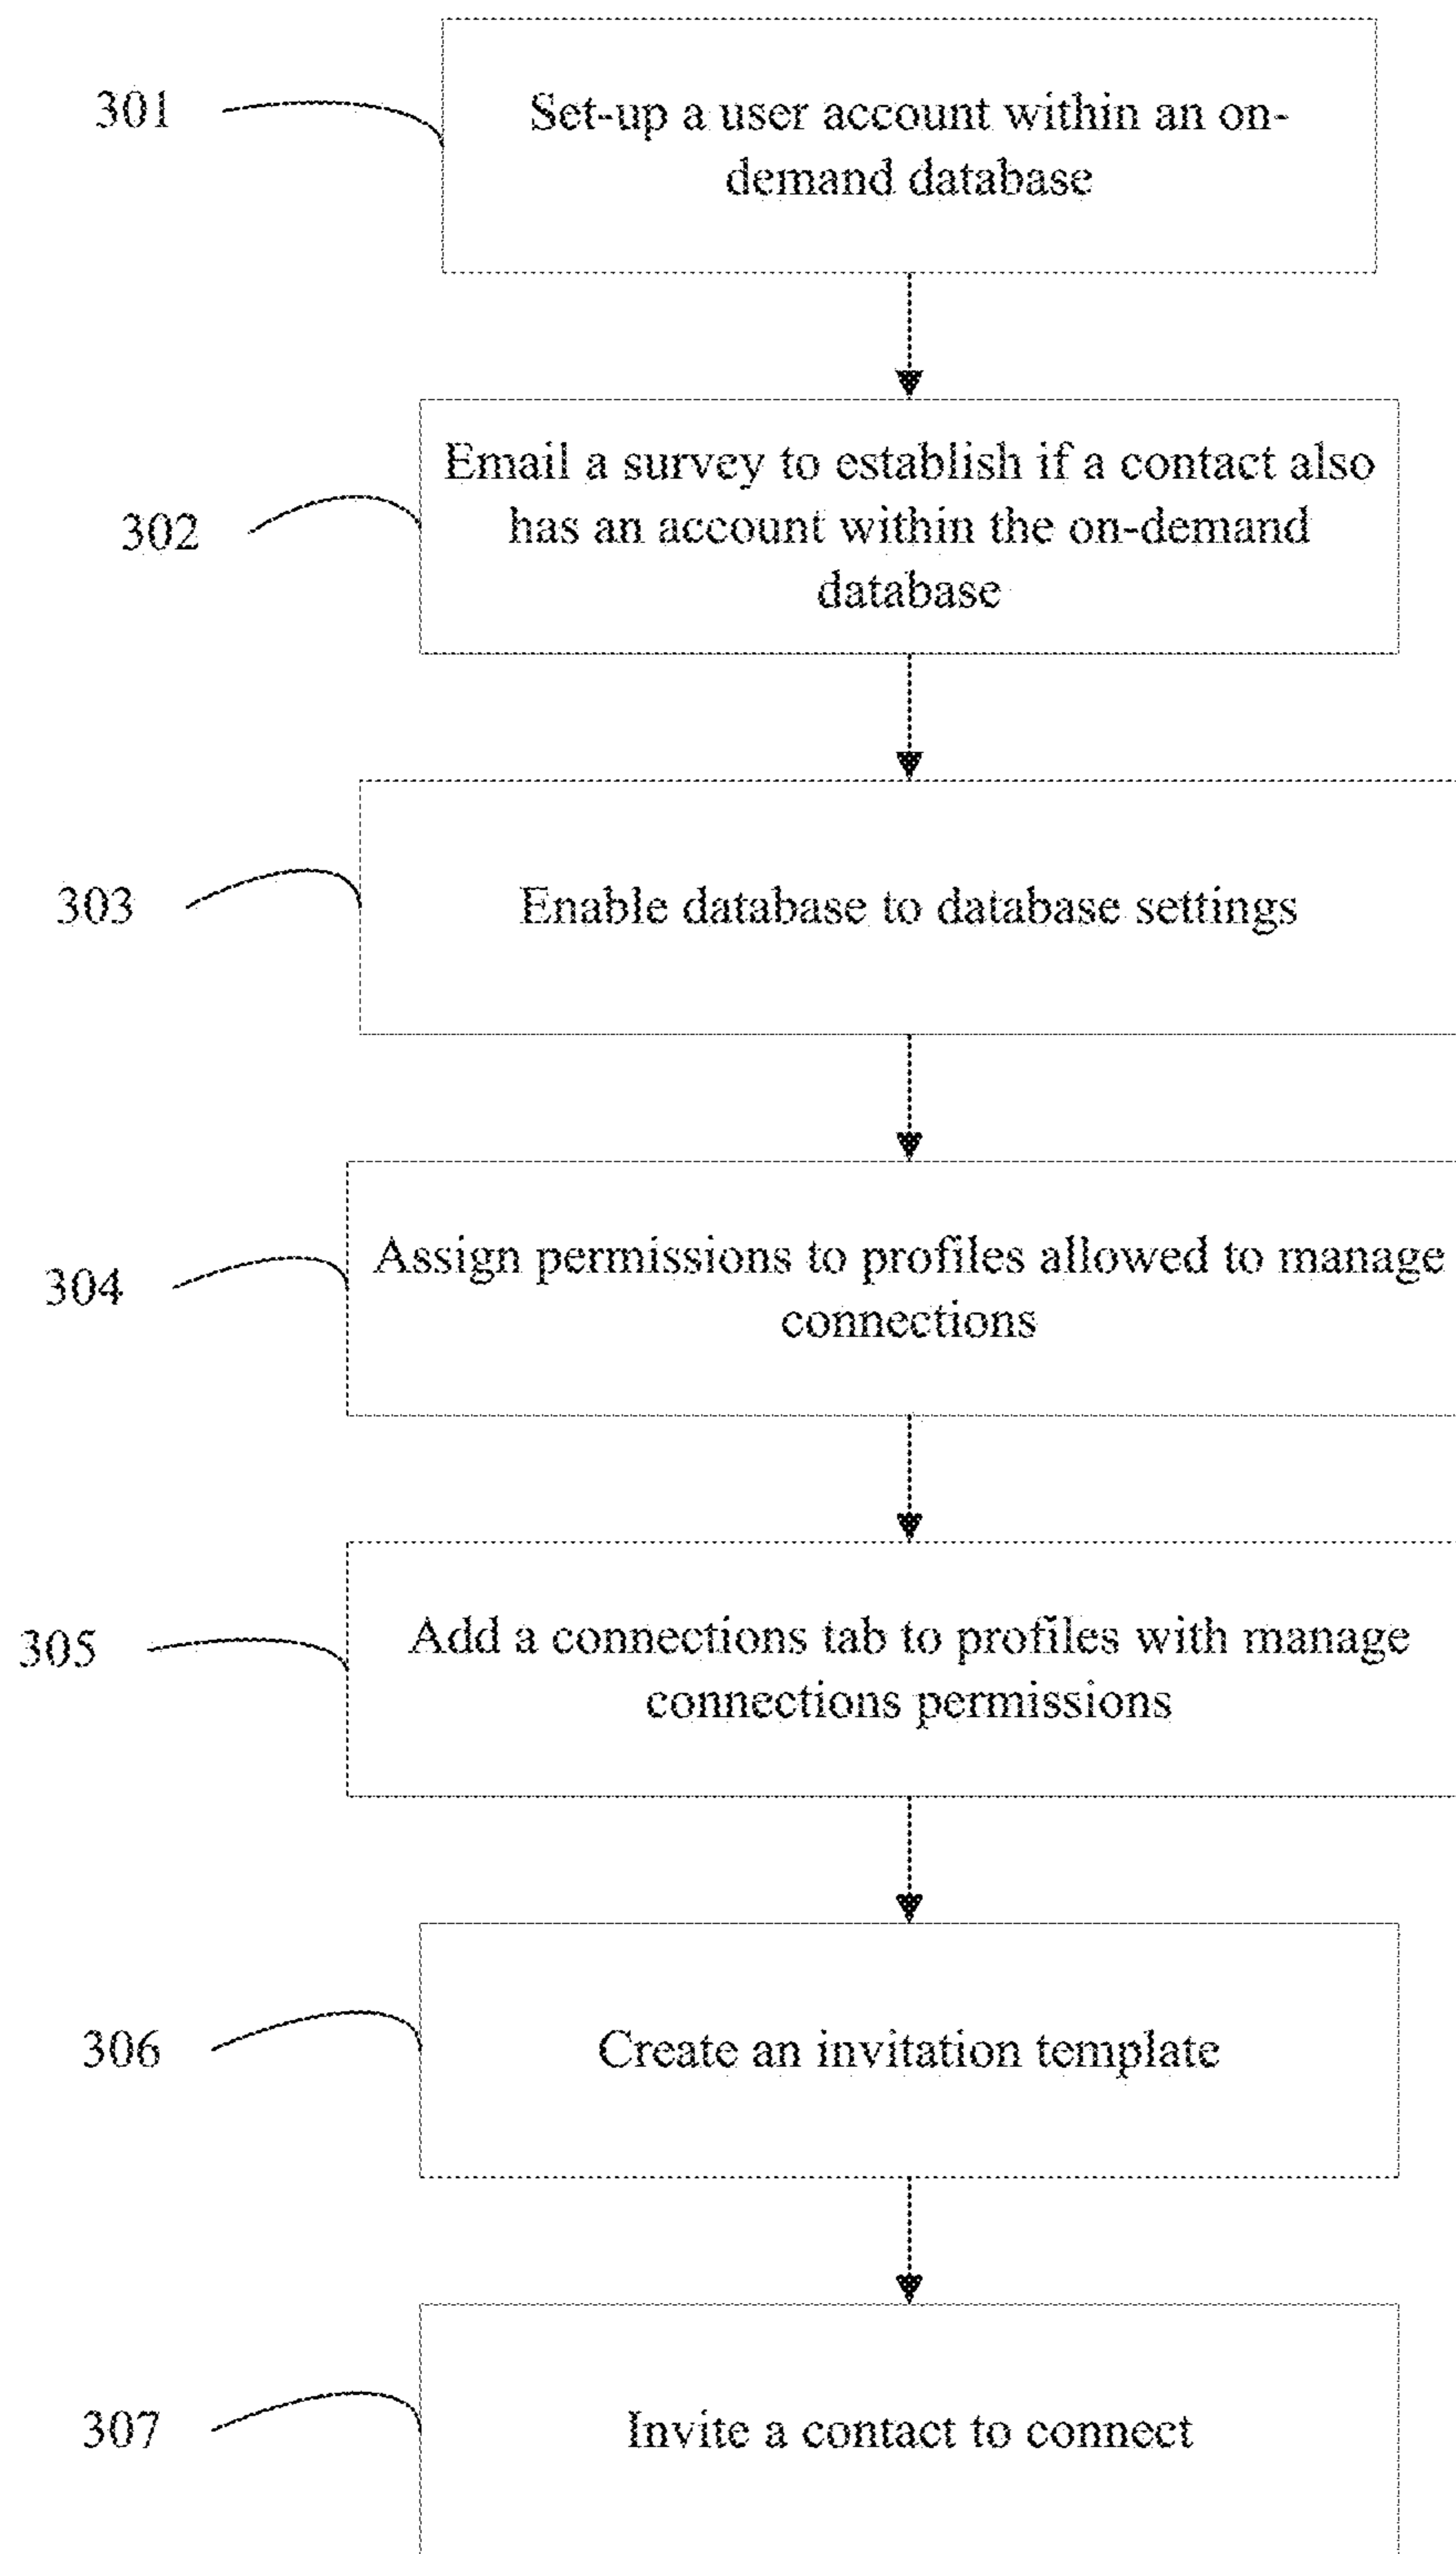 301
Set-up a user account within an on-
demand database
302
Email a survey to establish if a contact also
has an account within the on-demand
database
303
Enable database to database settings
304
Assign permissions to profiles allowed to manage
connections
305
Add a connections tab to profiles with manage
connections permissions
306
Create an invitation template
307
Invite a contact to connect